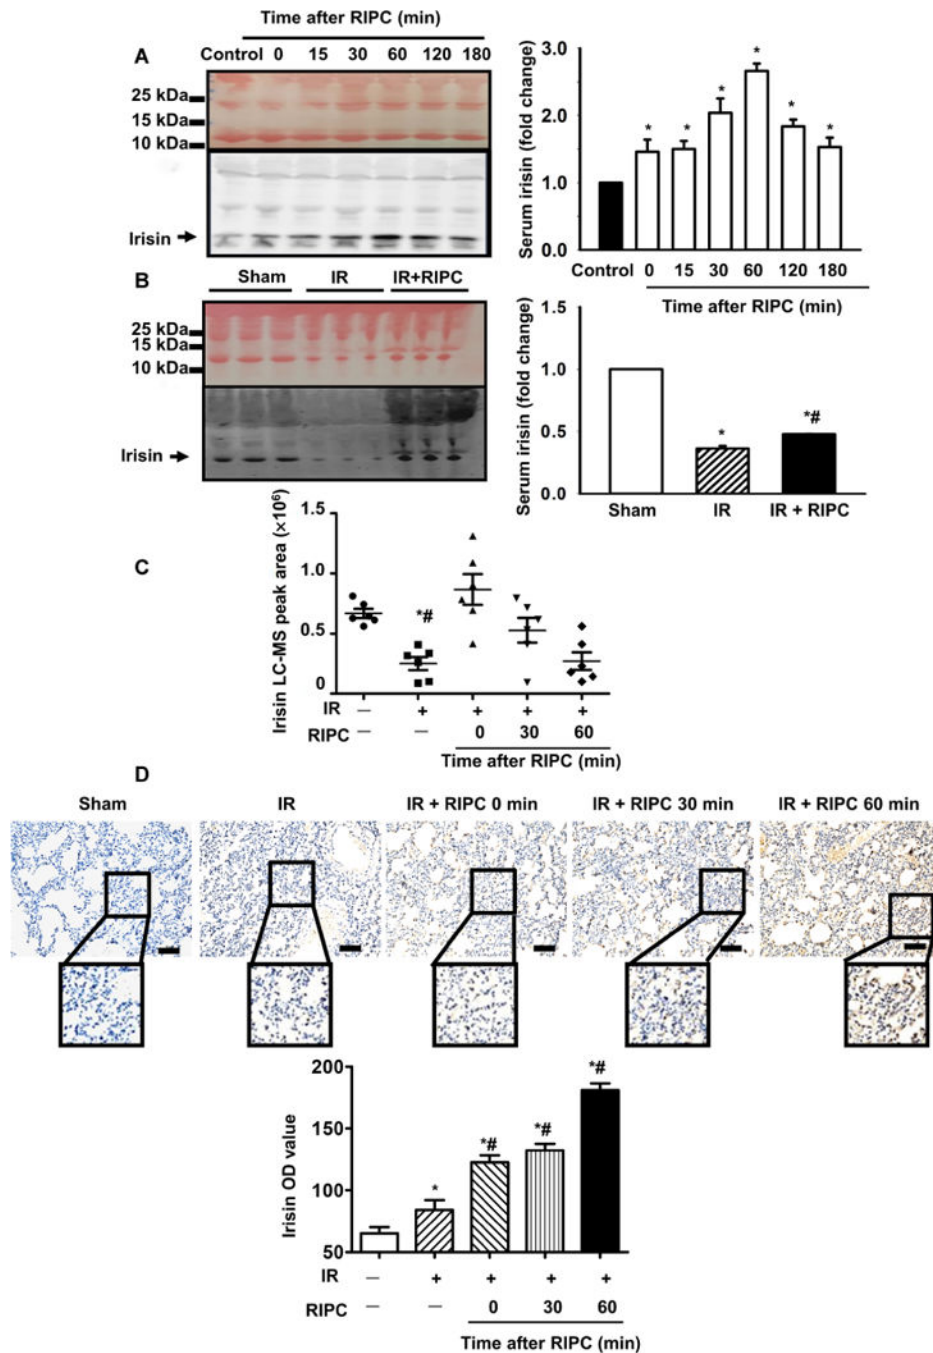 Time after RIPC (min)
A
Control 0 15 30 60 120 180
25 kDa
15 kDa
10 kDa
Irisin
Serum irisin (fold change)
3.0
2.0
1.0
0.0
* * * * * *
Control 0 15 30 60 120 180
Time after RIPC (min)
B
Sham IR IR+RIPC
25 kDa
15 kDa
10 kDa
Irisin
Serum irisin (fold change)
1.5
1.0
0.5
0.0
* *#
Sham IR IR + RIPC
C
Irisin LC-MS peak area (×10⁶)
1.5
1.0
0.5
0
*#
IR — + + + +
RIPC — — 0 30 60
Time after RIPC (min)
D
Sham IR IR + RIPC 0 min IR + RIPC 30 min IR + RIPC 60 min
Irisin OD value
200
150
100
50
* *# *# *#
IR — + + + +
RIPC — — 0 30 60
Time after RIPC (min)